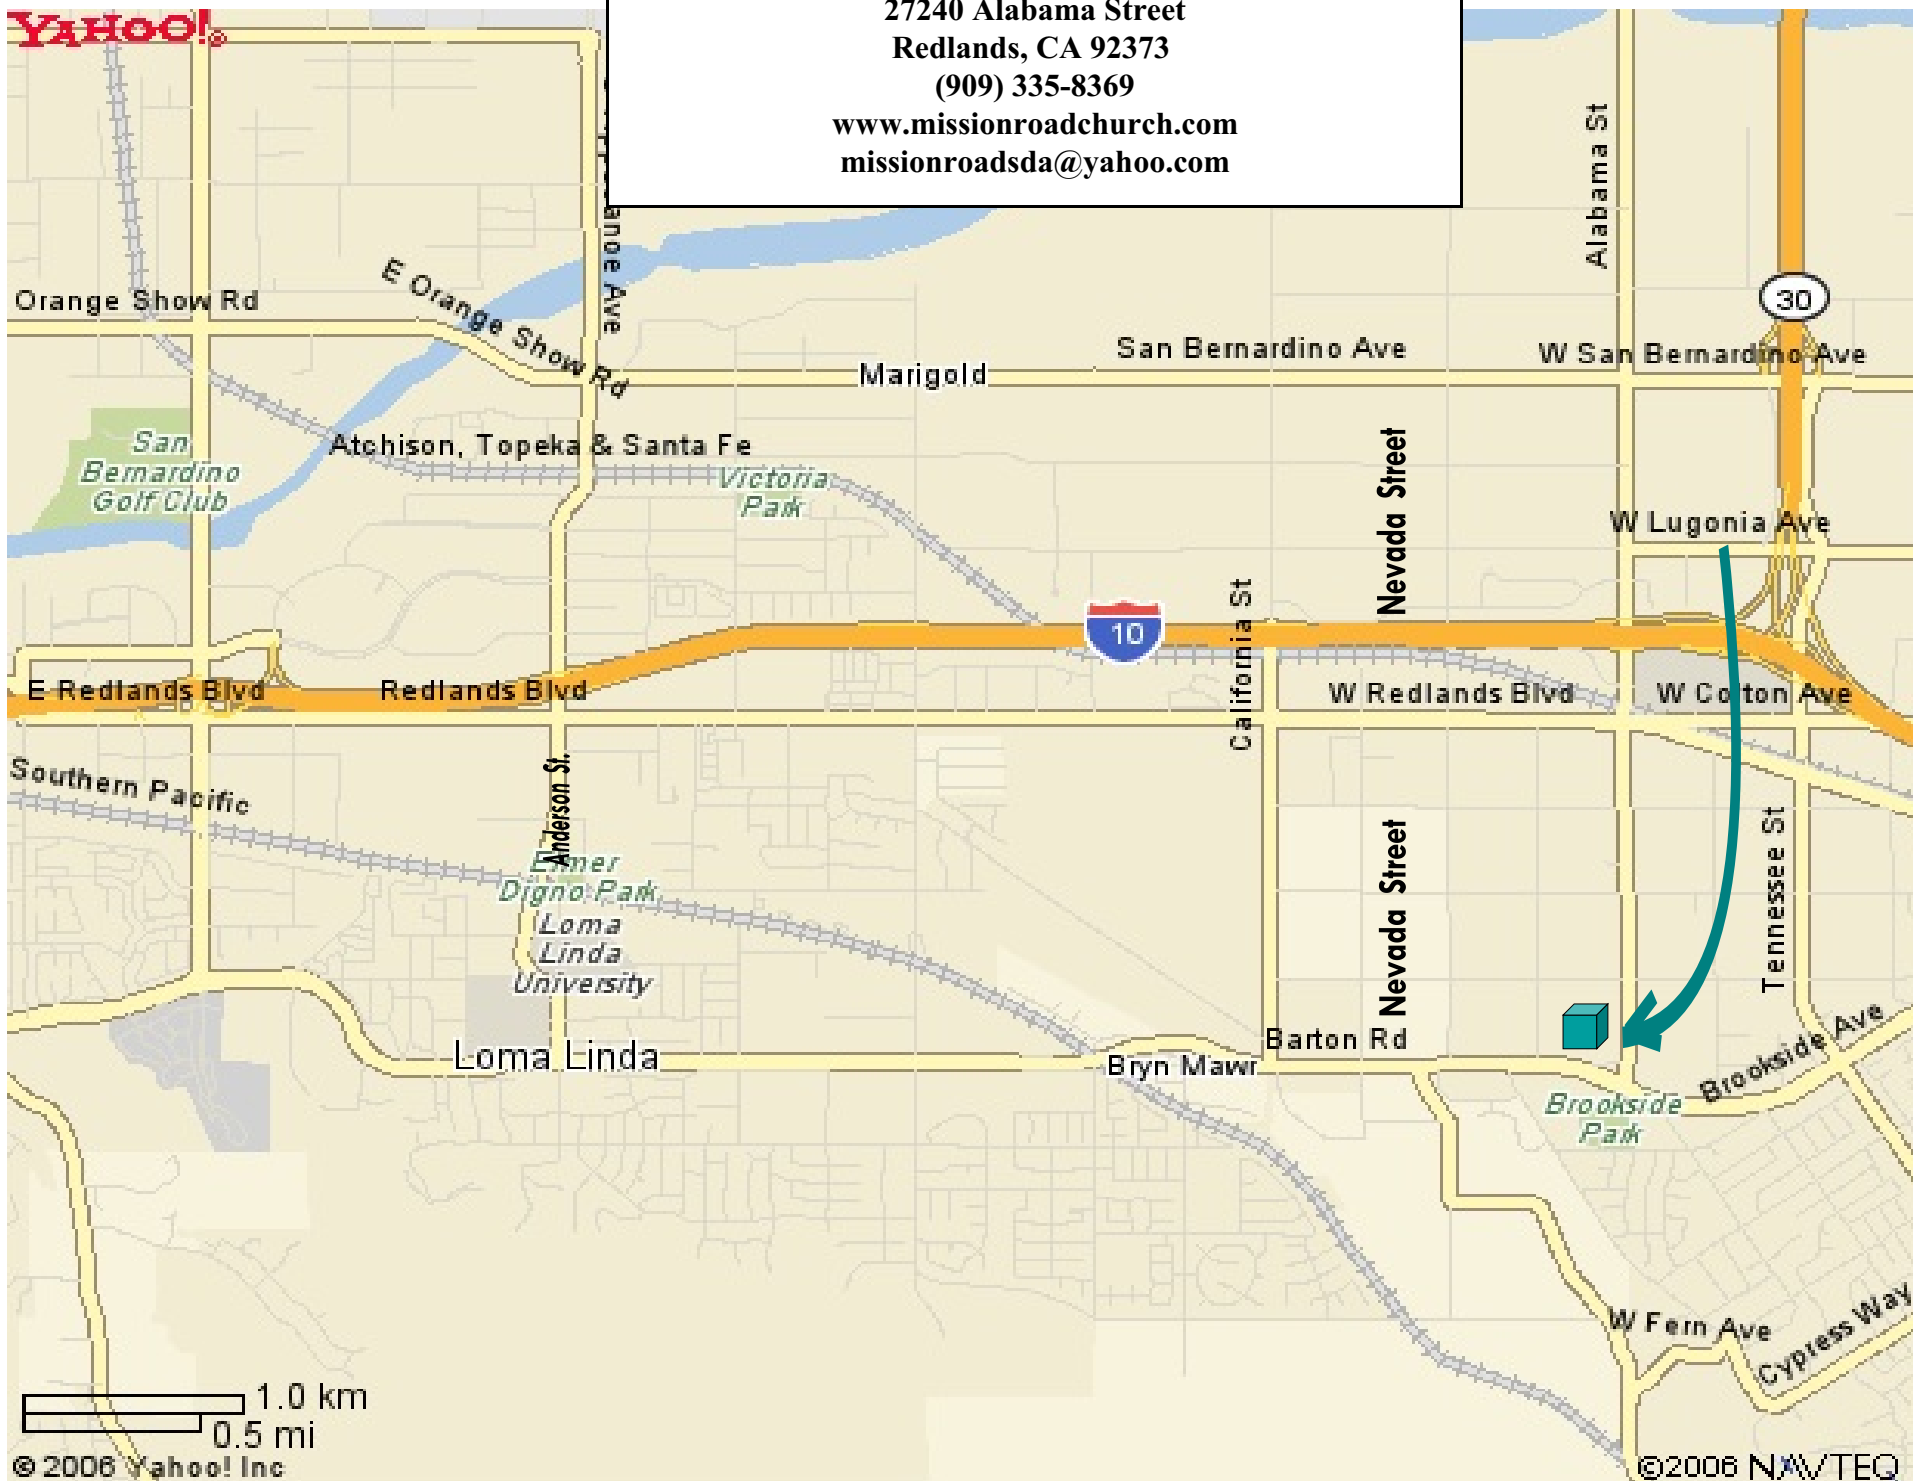 YAHOO!®
27240 Alabama Street
Redlands, CA 92373
(909) 335-8369
www.missionroadchurch.com
missionroadsda@yahoo.com
Alabama St
anoe Ave
Orange Show Rd
E Orange Show Rd
30
San Bernardino Ave
W San Bernardino Ave
Marigold
San
Bernardino
Golf Club
Atchison, Topeka & Santa Fe
Victoria
Park
Nevada Street
W Lugonia Ave
California St
10
E Redlands Blvd
Redlands Blvd
W Redlands Blvd
W Colton Ave
Southern Pacific
Anderson St.
Elmer
Digno Park
Loma
Linda
University
Nevada Street
Tennessee St
Loma Linda
Bryn Mawr
Barton Rd
Brookside Ave
Brookside
Park
W Fern Ave
Cypress Way
1.0 km
0.5 mi
© 2006 Yahoo! Inc
©2006 NAVTEQ